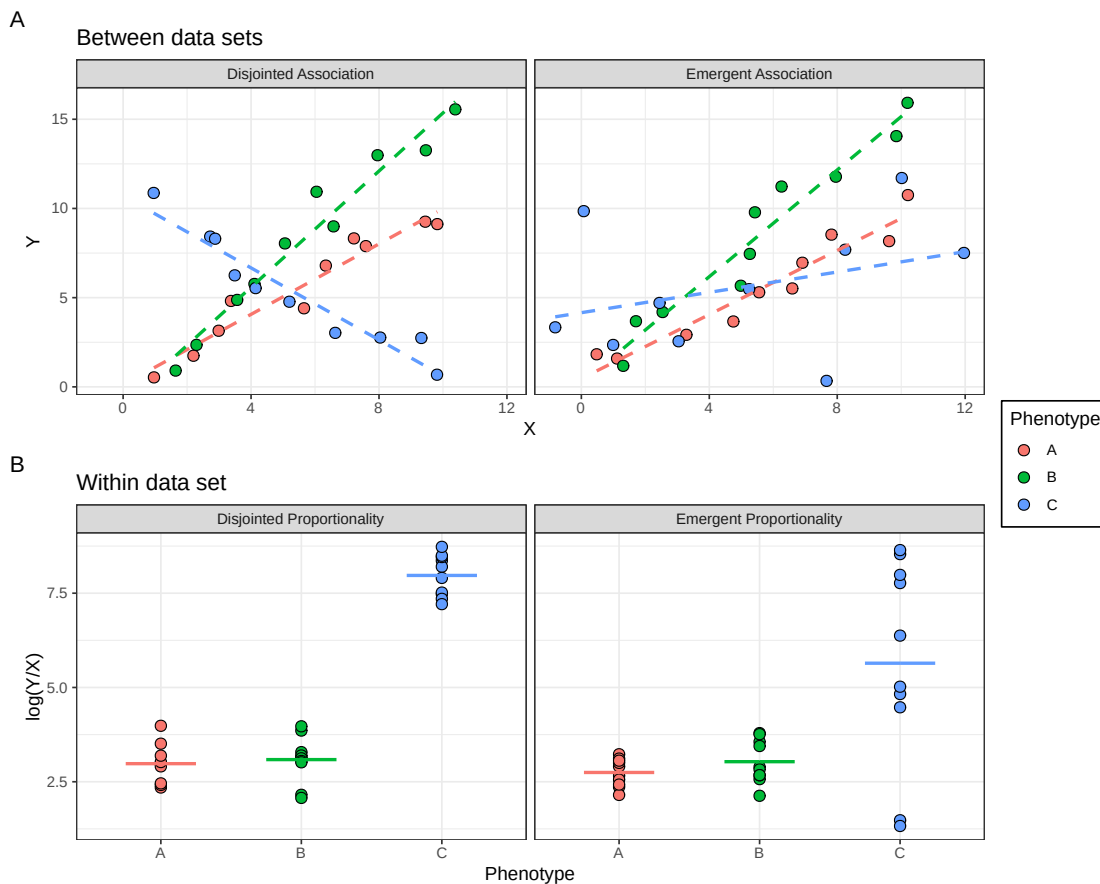 A
Between data sets
Disjointed Association
Emergent Association
Y
15
10
5
0
0 4 8 12
0 4 8 12
X
Phenotype
A
B
C
B
Within data set
Disjointed Proportionality
Emergent Proportionality
log(Y/X)
7.5
5.0
2.5
A B C
A B C
Phenotype